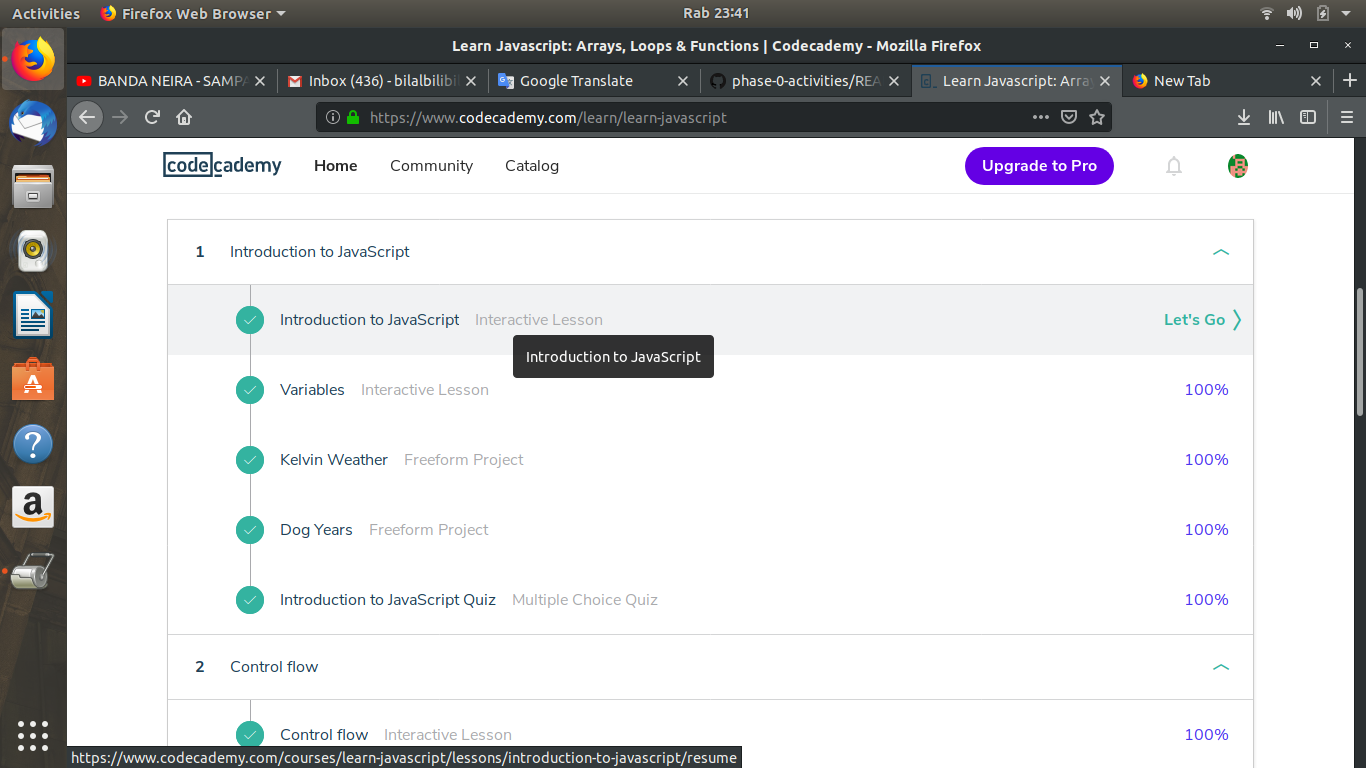 Activities Firefox Web Browser Rab 23:41
Learn Javascript: Arrays, Loops & Functions | Codecademy - Mozilla Firefox
BANDA NEIRA - SAMPA Inbox (436) - bilalbilibil Google Translate phase-0-activities/REA Learn Javascript: Arra New Tab
https://www.codecademy.com/learn/learn-javascript
codecademy Home Community Catalog Upgrade to Pro
1 Introduction to JavaScript
Introduction to JavaScript Interactive Lesson Let's Go
Introduction to JavaScript
Variables Interactive Lesson 100%
Kelvin Weather Freeform Project 100%
Dog Years Freeform Project 100%
Introduction to JavaScript Quiz Multiple Choice Quiz 100%
2 Control flow
Control flow Interactive Lesson 100%
https://www.codecademy.com/courses/learn-javascript/lessons/introduction-to-javascript/resume